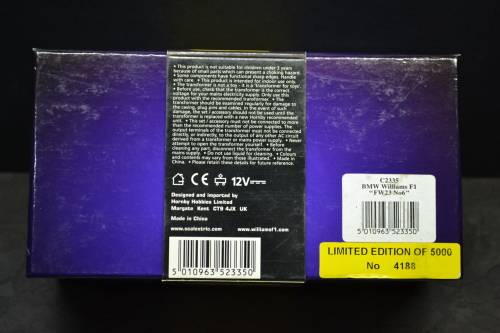 • This product is not suitable for children under 3 years
because of small parts which can present a choking hazard.
• Some components have functional sharp edges. Handle
with care. • This product is intended for indoor use only.
The transformer is not a toy - it is a 'transformer for toys'.
• Before use, check that the transformer is the correct
voltage for your mains electricity supply. Only use this
product with the recommended transformer. • The
transformer should be examined regularly for damage to
the casing, plug pins and cables. In the event of such
damage, the set / accessory should not be used until the
transformer is replaced with a new Hornby recommended
unit. • The set / accessory must not be connected to more
than the recommended number of power supplies. The
output terminals of the transformer must not be connected
directly, or indirectly, to the output of any other AC circuit
derived from a transformer or mains supply. • Never
attempt to open the transformer yourself. • Before
cleaning any part, disconnect the transformer from the
mains supply. • Do not use liquid for cleaning. • Colours
and contents may vary from those illustrated. • Made in
China. • Please retain these details for future reference.
CE 12V
Designed and imported by
Hornby Hobbies Limited
Margate Kent CT9 4JX UK
Made in China
www.scalextric.com www.williamsf1.com
5 010963 523350
C2335
BMW Williams F1
"FW23 No6"
5 010963 523350
LIMITED EDITION OF 5000
No 4188